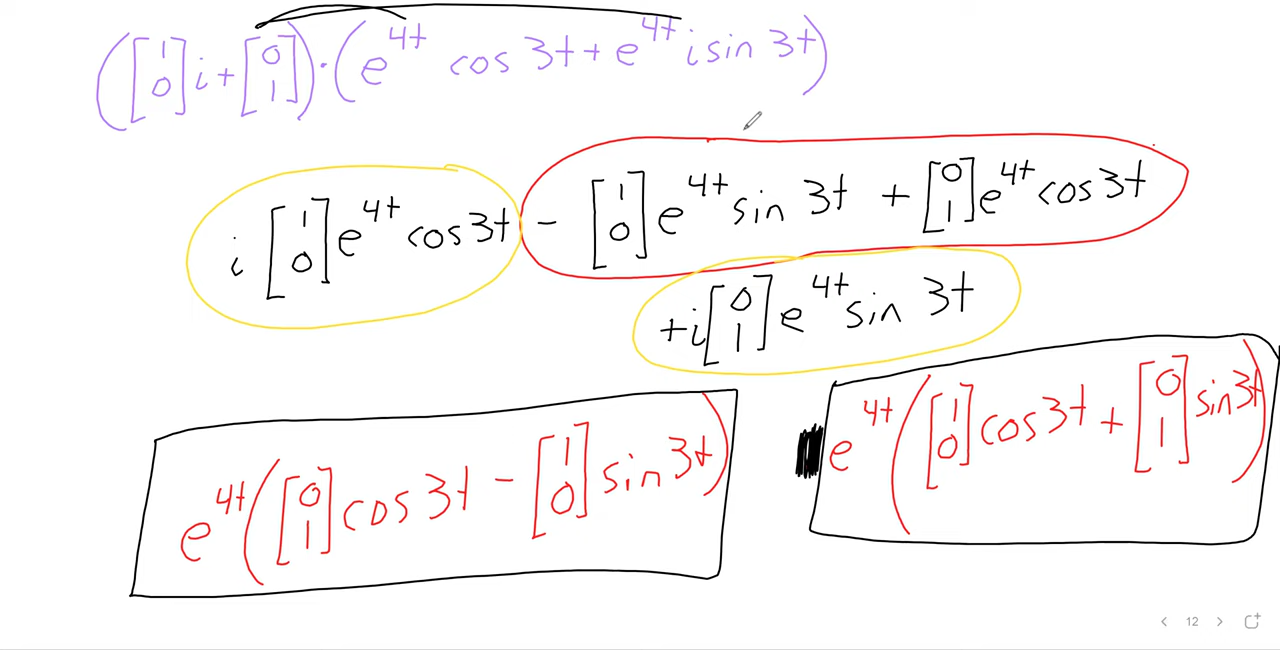 ([1 0]i + [0 1]) · (e^4t cos 3t + e^4t i sin 3t)
i [1 0] e^4t cos 3t − [1 0] e^4t sin 3t + [0 1] e^4t cos 3t
+ i [0 1] e^4t sin 3t
e^4t ([0 1] cos 3t − [1 0] sin 3t)
e^4t ([1 0] cos 3t + [0 1] sin 3t)
< 12 >